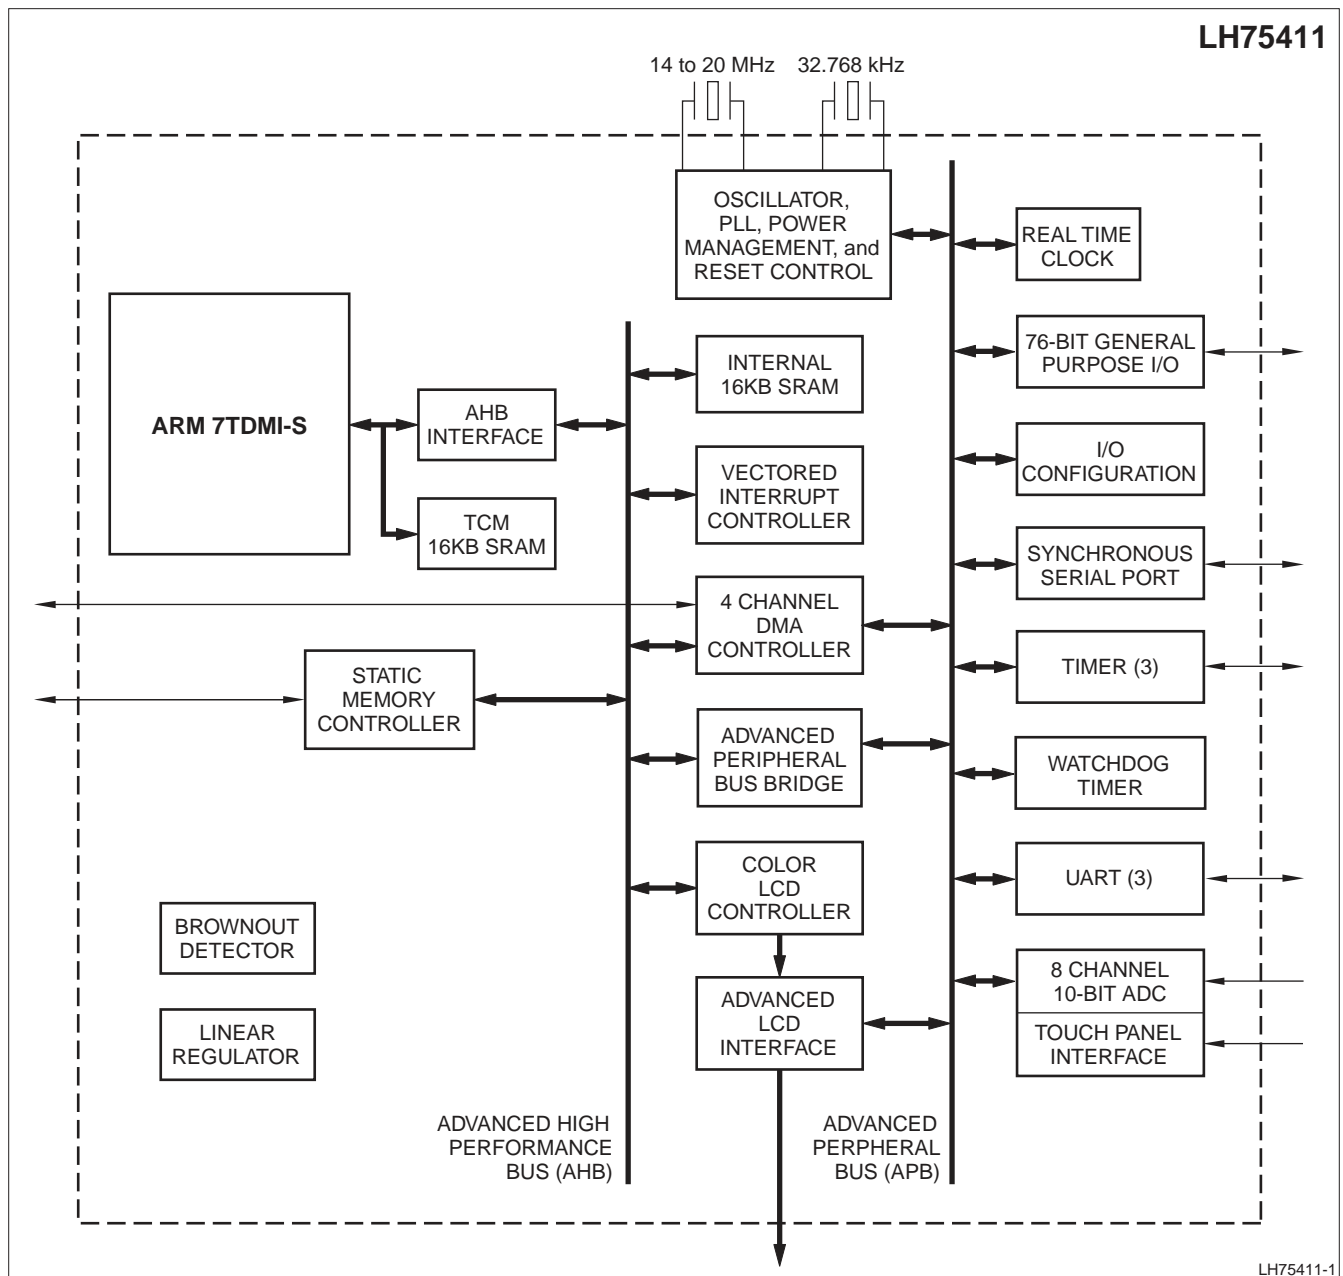 LH75411
14 to 20 MHz
32.768 kHz
OSCILLATOR,
PLL, POWER
MANAGEMENT, and
RESET CONTROL
REAL TIME
CLOCK
ARM 7TDMI-S
AHB
INTERFACE
TCM
16KB SRAM
INTERNAL
16KB SRAM
76-BIT GENERAL
PURPOSE I/O
VECTORED
INTERRUPT
CONTROLLER
I/O
CONFIGURATION
4 CHANNEL
DMA
CONTROLLER
SYNCHRONOUS
SERIAL PORT
STATIC
MEMORY
CONTROLLER
TIMER (3)
ADVANCED
PERIPHERAL
BUS BRIDGE
WATCHDOG
TIMER
COLOR
LCD
CONTROLLER
UART (3)
BROWNOUT
DETECTOR
ADVANCED
LCD
INTERFACE
8 CHANNEL
10-BIT ADC
TOUCH PANEL
INTERFACE
LINEAR
REGULATOR
ADVANCED HIGH
PERFORMANCE
BUS (AHB)
ADVANCED
PERPHERAL
BUS (APB)
LH75411-1